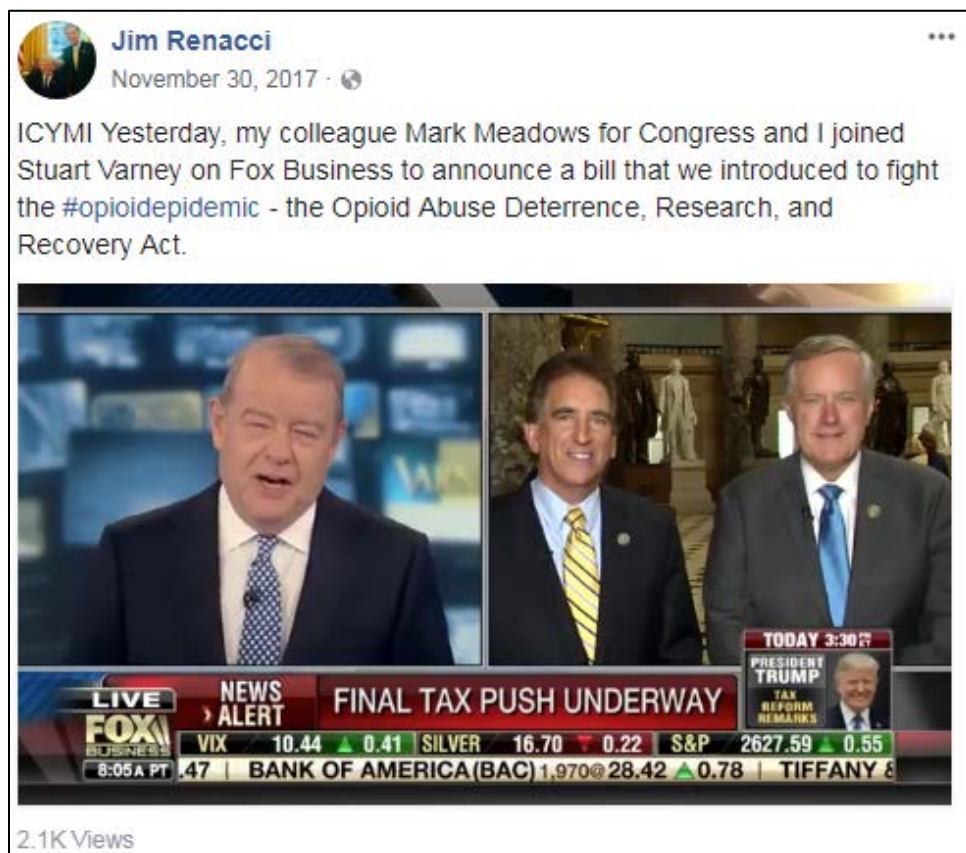 Jim Renacci
November 30, 2017 ·
ICYMI Yesterday, my colleague Mark Meadows for Congress and I joined
Stuart Varney on Fox Business to announce a bill that we introduced to fight
the #opioidepidemic - the Opioid Abuse Deterrence, Research, and
Recovery Act.
TODAY 3:30 PM ET
PRESIDENT
TRUMP
TAX
REFORM
REMARKS
LIVE
NEWS
ALERT
FINAL TAX PUSH UNDERWAY
FOX
BUSINESS
VIX 10.44 ▲ 0.41 SILVER 16.70 ▼ 0.22 S&P 2627.59 ▲ 0.55
8:05A PT .47 | BANK OF AMERICA(BAC) 1,970@28.42 ▲ 0.78 | TIFFANY &
2.1K Views